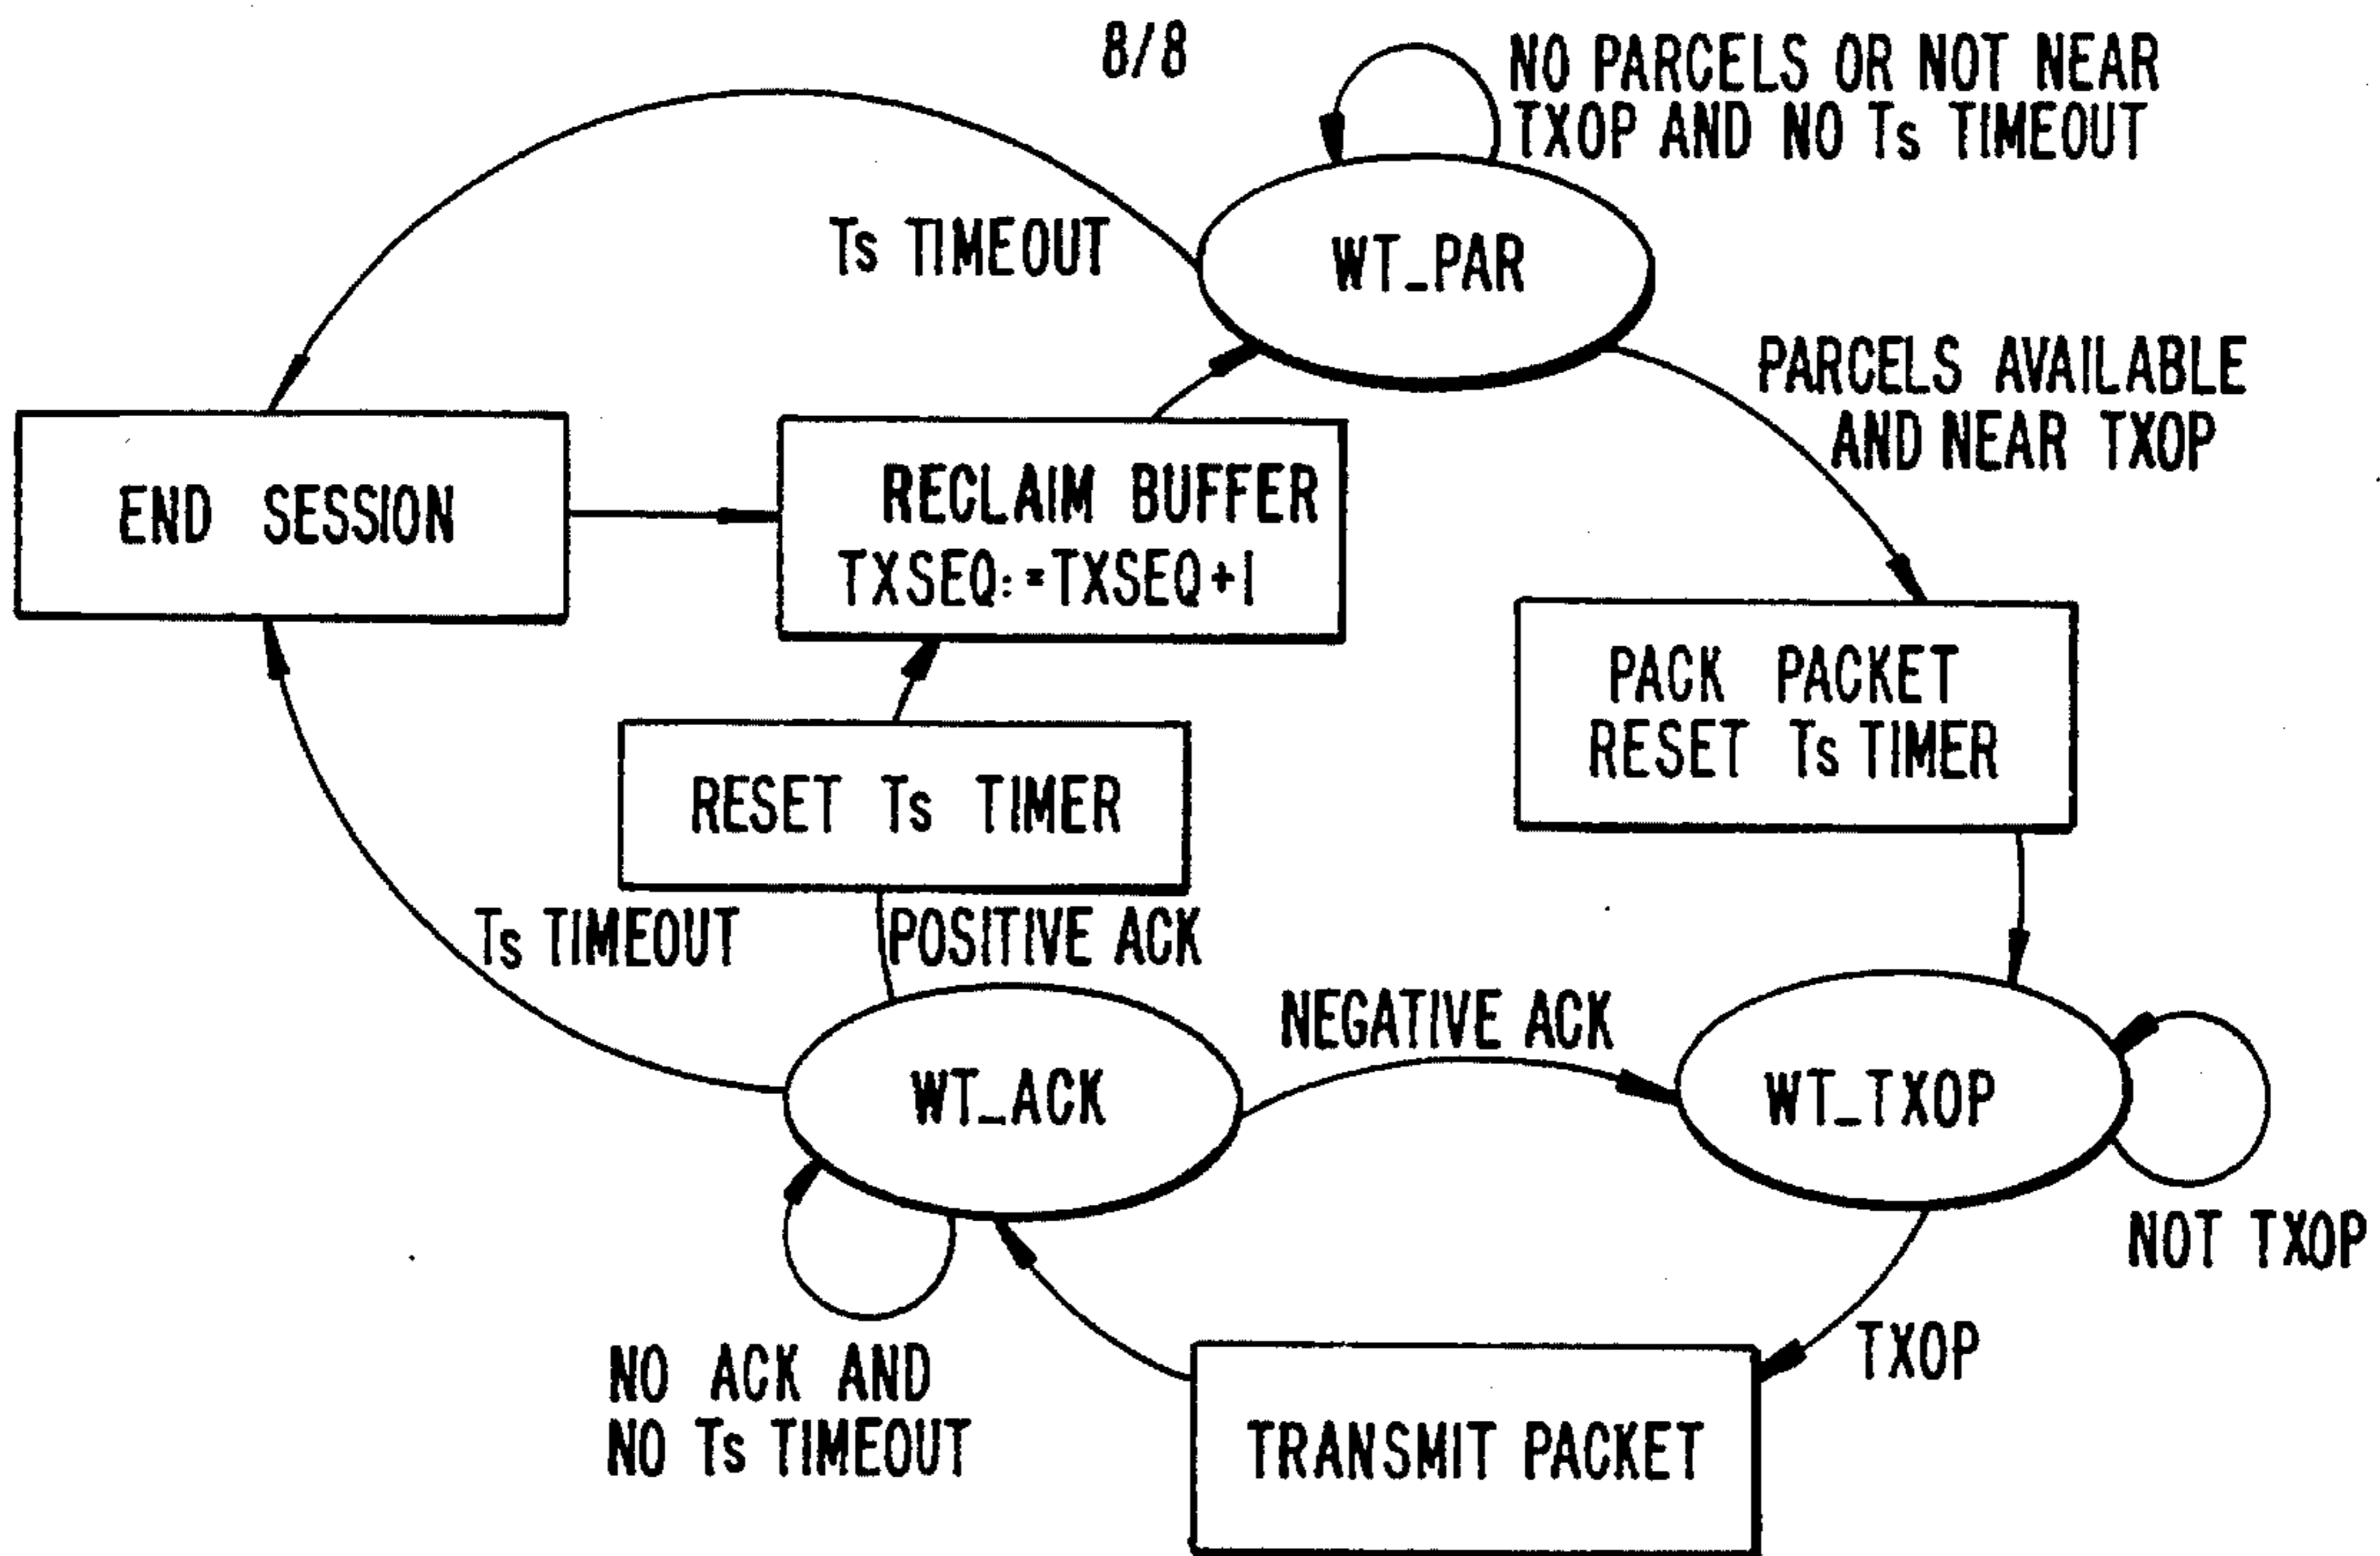 8/8
NO PARCELS OR NOT NEAR
TXOP AND NO Ts TIMEOUT
Ts TIMEOUT
WT_PAR
PARCELS AVAILABLE
AND NEAR TXOP
END SESSION
RECLAIM BUFFER
TXSEQ:=TXSEQ+1
PACK PACKET
RESET Ts TIMER
RESET Ts TIMER
Ts TIMEOUT
POSITIVE ACK
NEGATIVE ACK
WT_ACK
WT_TXOP
NOT TXOP
TXOP
NO ACK AND
NO Ts TIMEOUT
TRANSMIT PACKET